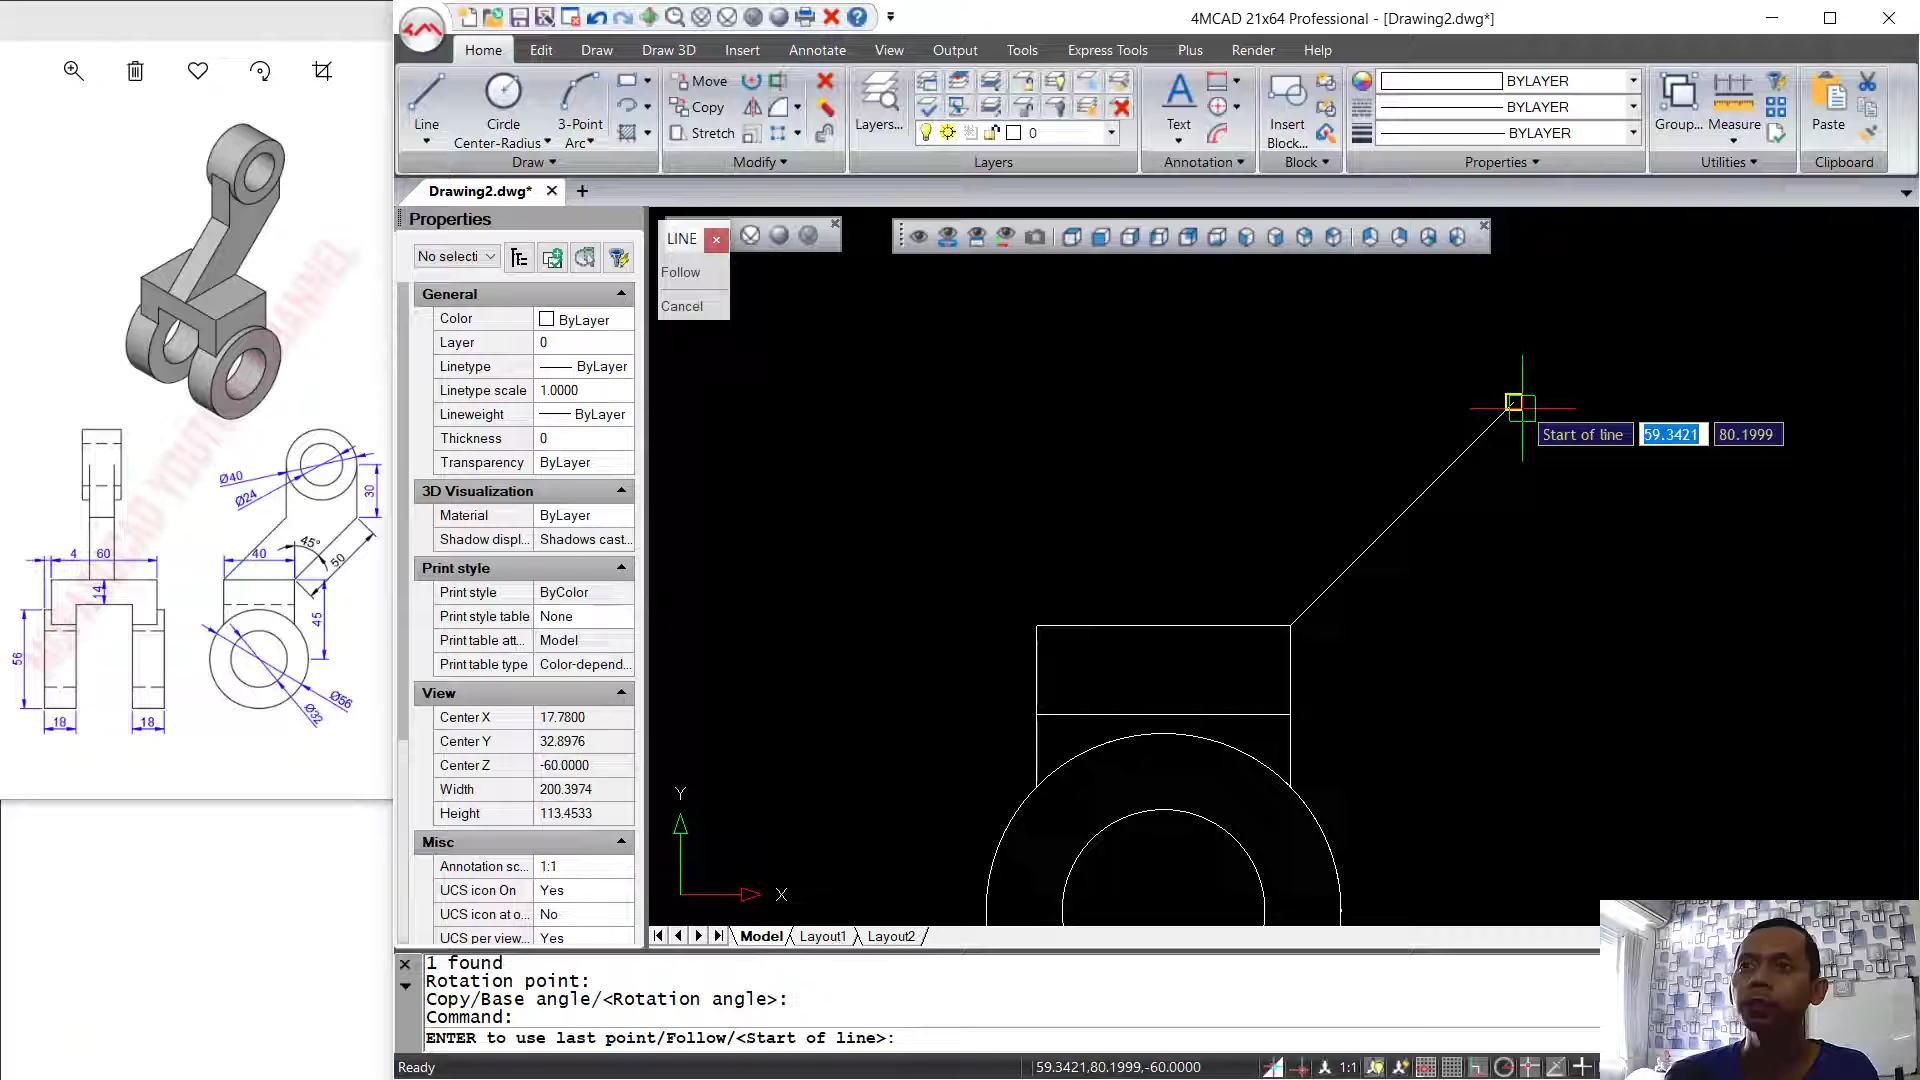 4MCAD 21x64 Professional - [Drawing2.dwg*]
Home Edit Draw Draw 3D Insert Annotate View Output Tools Express Tools Plus Render Help
Line
Circle
Center-Radius
3-Point
Arc
Draw
Move
Copy
Stretch
Modify
Layers...
0
Layers
Text
Annotation
Insert
Block...
Block
BYLAYER
BYLAYER
BYLAYER
Properties
Group...
Measure
Utilities
Paste
Clipboard
Drawing2.dwg*
Properties
No selecti
General
Color ByLayer
Layer 0
Linetype ByLayer
Linetype scale 1.0000
Lineweight ByLayer
Thickness 0
Transparency ByLayer
3D Visualization
Material ByLayer
Shadow displ... Shadows cast...
Print style
Print style ByColor
Print style table None
Print table att... Model
Print table type Color-depend...
View
Center X 17.7800
Center Y 32.8976
Center Z -60.0000
Width 200.3974
Height 113.4533
Misc
Annotation sc... 1:1
UCS icon On Yes
UCS icon at o... No
UCS per view... Yes
LINE
Follow
Cancel
Start of line 59.3421 80.1999
Y
X
Model Layout1 Layout2
1 found
Rotation point:
Copy/Base angle/<Rotation angle>:
Command:
ENTER to use last point/Follow/<Start of line>:
Ready
59.3421,80.1999,-60.0000
1:1
Ø40
Ø24
30
45°
50
40
4 60
14
45
56
Ø56
Ø32
18
18